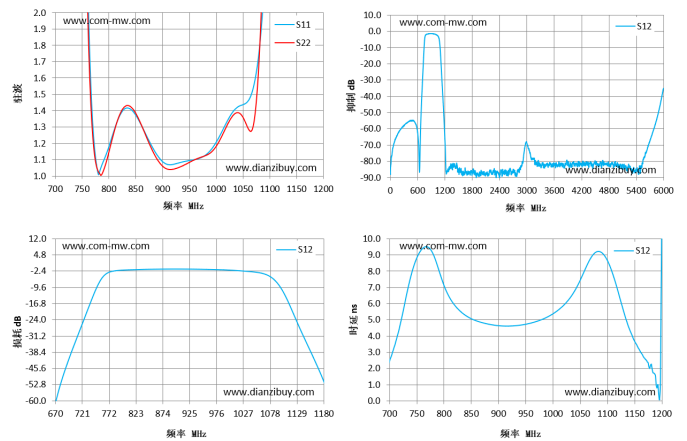 2.0
1.9
1.8
1.7
1.6
1.5
1.4
1.3
1.2
1.1
1.0
驻波
www.com-mw.com
S11
S22
www.dianzibuy.com
700 750 800 850 900 950 1000 1050 1100 1150 1200
频率 MHz
10.0
0.0
-10.0
-20.0
-30.0
-40.0
-50.0
-60.0
-70.0
-80.0
-90.0
抑制 dB
www.com-mw.com
S12
www.dianzibuy.com
0 600 1200 1800 2400 3000 3600 4200 4800 5400 6000
频率 MHz
12.0
4.8
-2.4
-9.6
-16.8
-24.0
-31.2
-38.4
-45.6
-52.8
-60.0
损耗 dB
www.com-mw.com
S12
www.dianzibuy.com
670 721 772 823 874 925 976 1027 1078 1129 1180
频率 MHz
10.0
9.0
8.0
7.0
6.0
5.0
4.0
3.0
2.0
1.0
0.0
时延 ns
www.com-mw.com
S12
www.dianzibuy.com
700 750 800 850 900 950 1000 1050 1100 1150 1200
频率 MHz